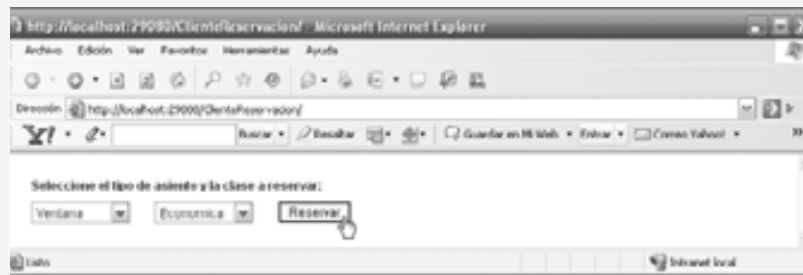 http://localhost:29080/ClienteReservacion/ - Microsoft Internet Explorer
Archivo Edición Ver Favoritos Herramientas Ayuda
Dirección http://localhost:29080/ClienteReservacion/
Y! Buscar Resaltar Guardar en Mi Web Entrar Correo Yahoo!
Seleccione el tipo de asiento y la clase a reservar:
Ventana Economica Reservar
Listo Intranet local